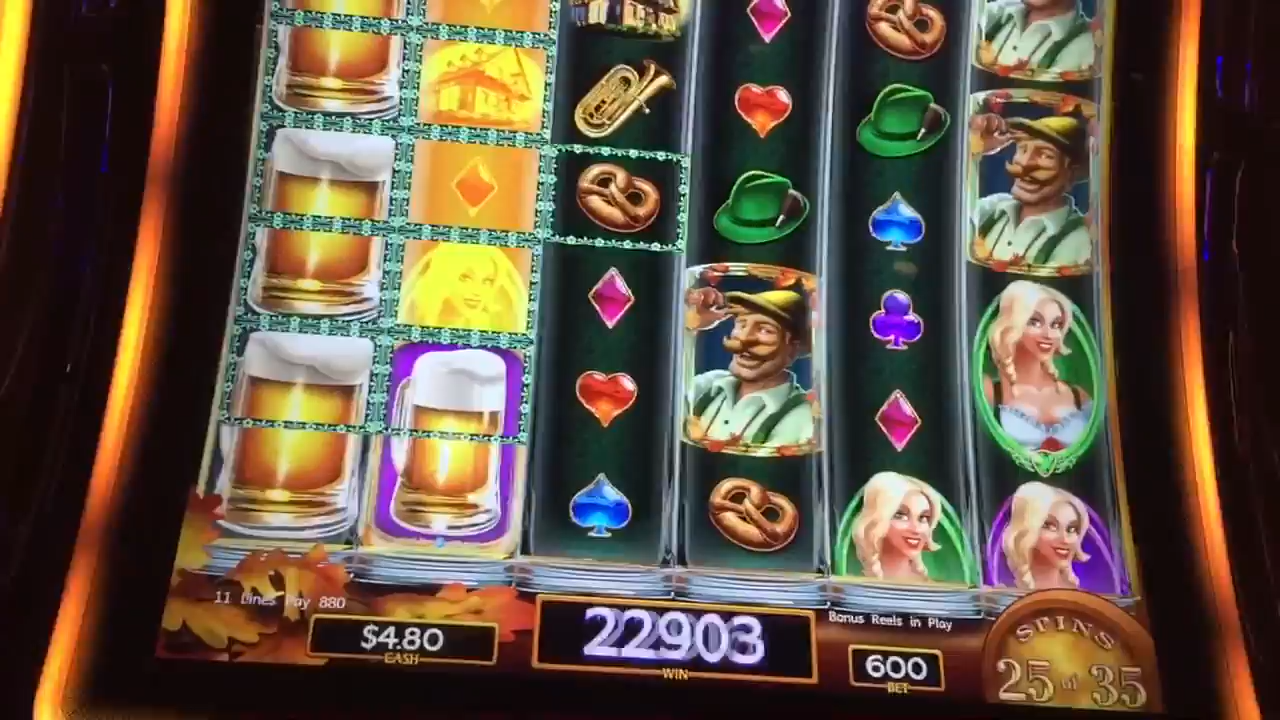 11 Lines Pay 880
$4.80
CASH
22903
WIN
Bonus Reels in Play
600
BET
SPINS
25 of 35